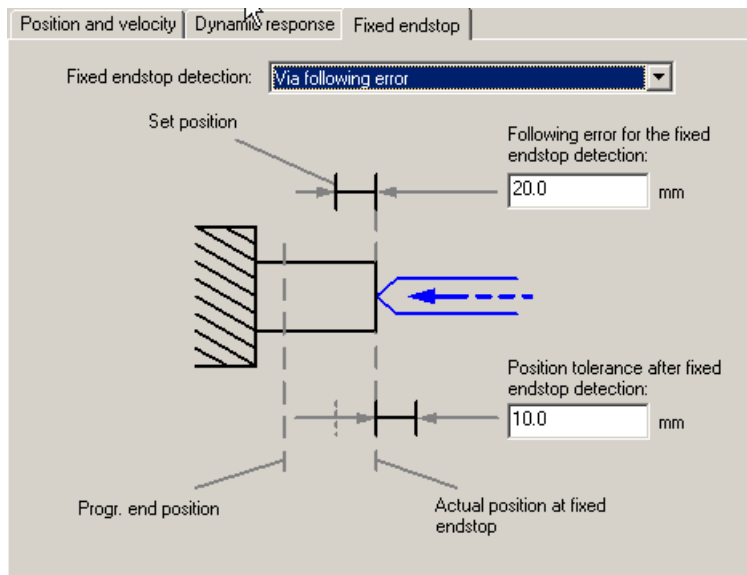 Position and velocity Dynamic response Fixed endstop
Fixed endstop detection: Via following error
Set position
Following error for the fixed
endstop detection:
20.0 mm
Position tolerance after fixed
endstop detection:
10.0 mm
Progr. end position
Actual position at fixed
endstop